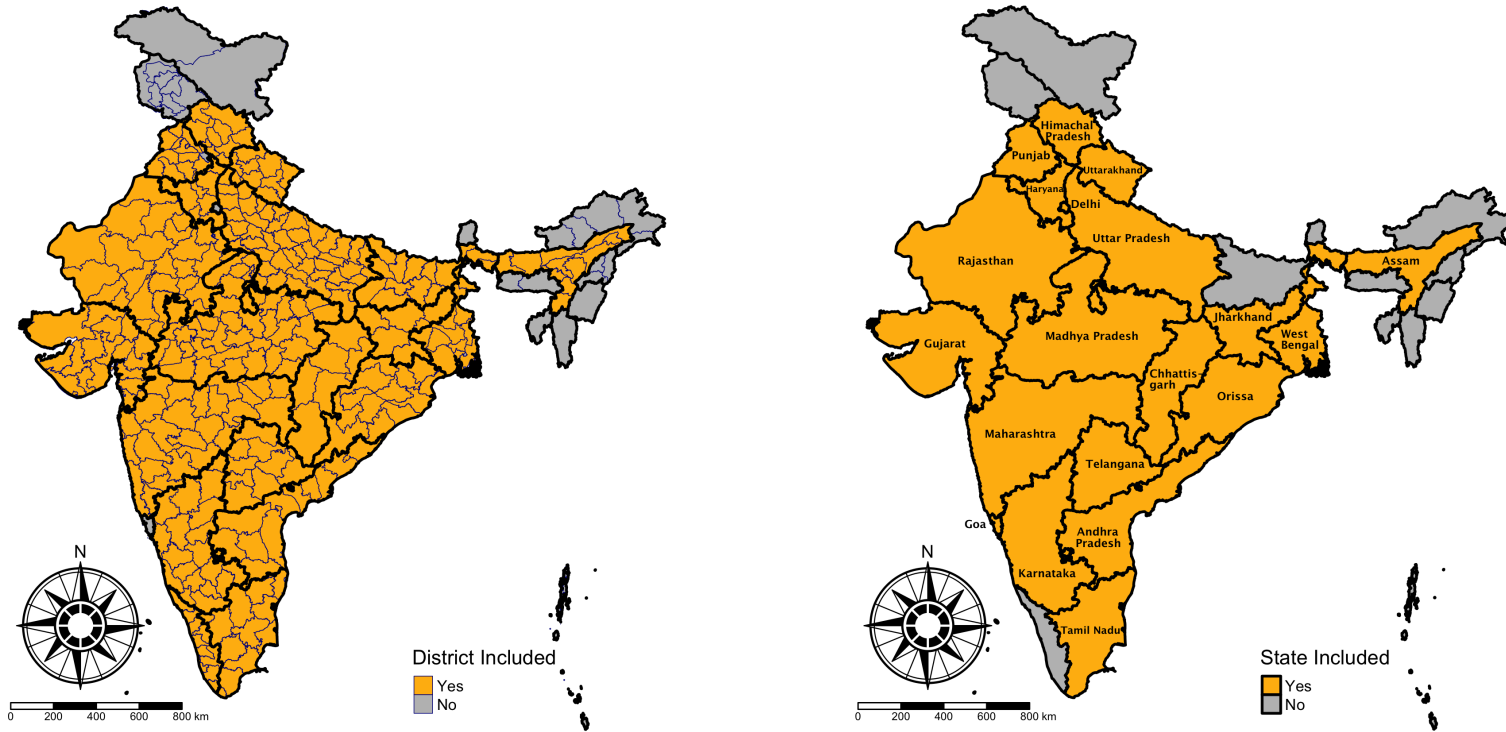 Himachal
Pradesh
Punjab
Uttarakhand
Haryana
Delhi
Uttar Pradesh
Rajasthan
Assam
Jharkhand
West
Bengal
Madhya Pradesh
Gujarat
Chhattis-
garh
Orissa
Maharashtra
Telangana
Goa
Andhra
Pradesh
Karnataka
Tamil Nadu
N
District Included
Yes
No
0 200 400 600 800 km
N
State Included
Yes
No
0 200 400 600 800 km